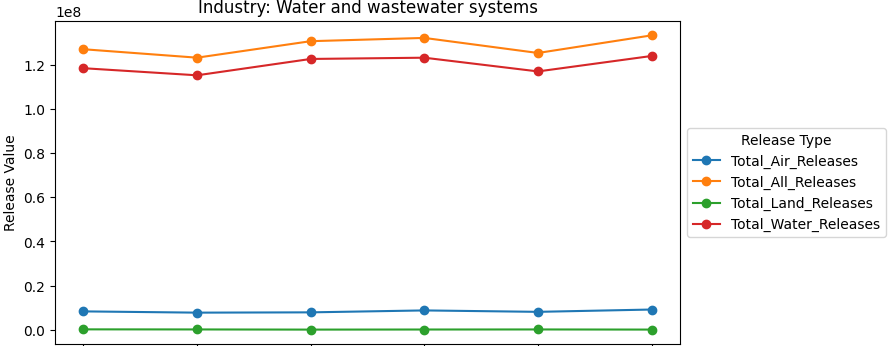 Industry: Water and wastewater systems
1e8
1.2
1.0
0.8
0.6
0.4
0.2
0.0
Release Value
Release Type
Total_Air_Releases
Total_All_Releases
Total_Land_Releases
Total_Water_Releases